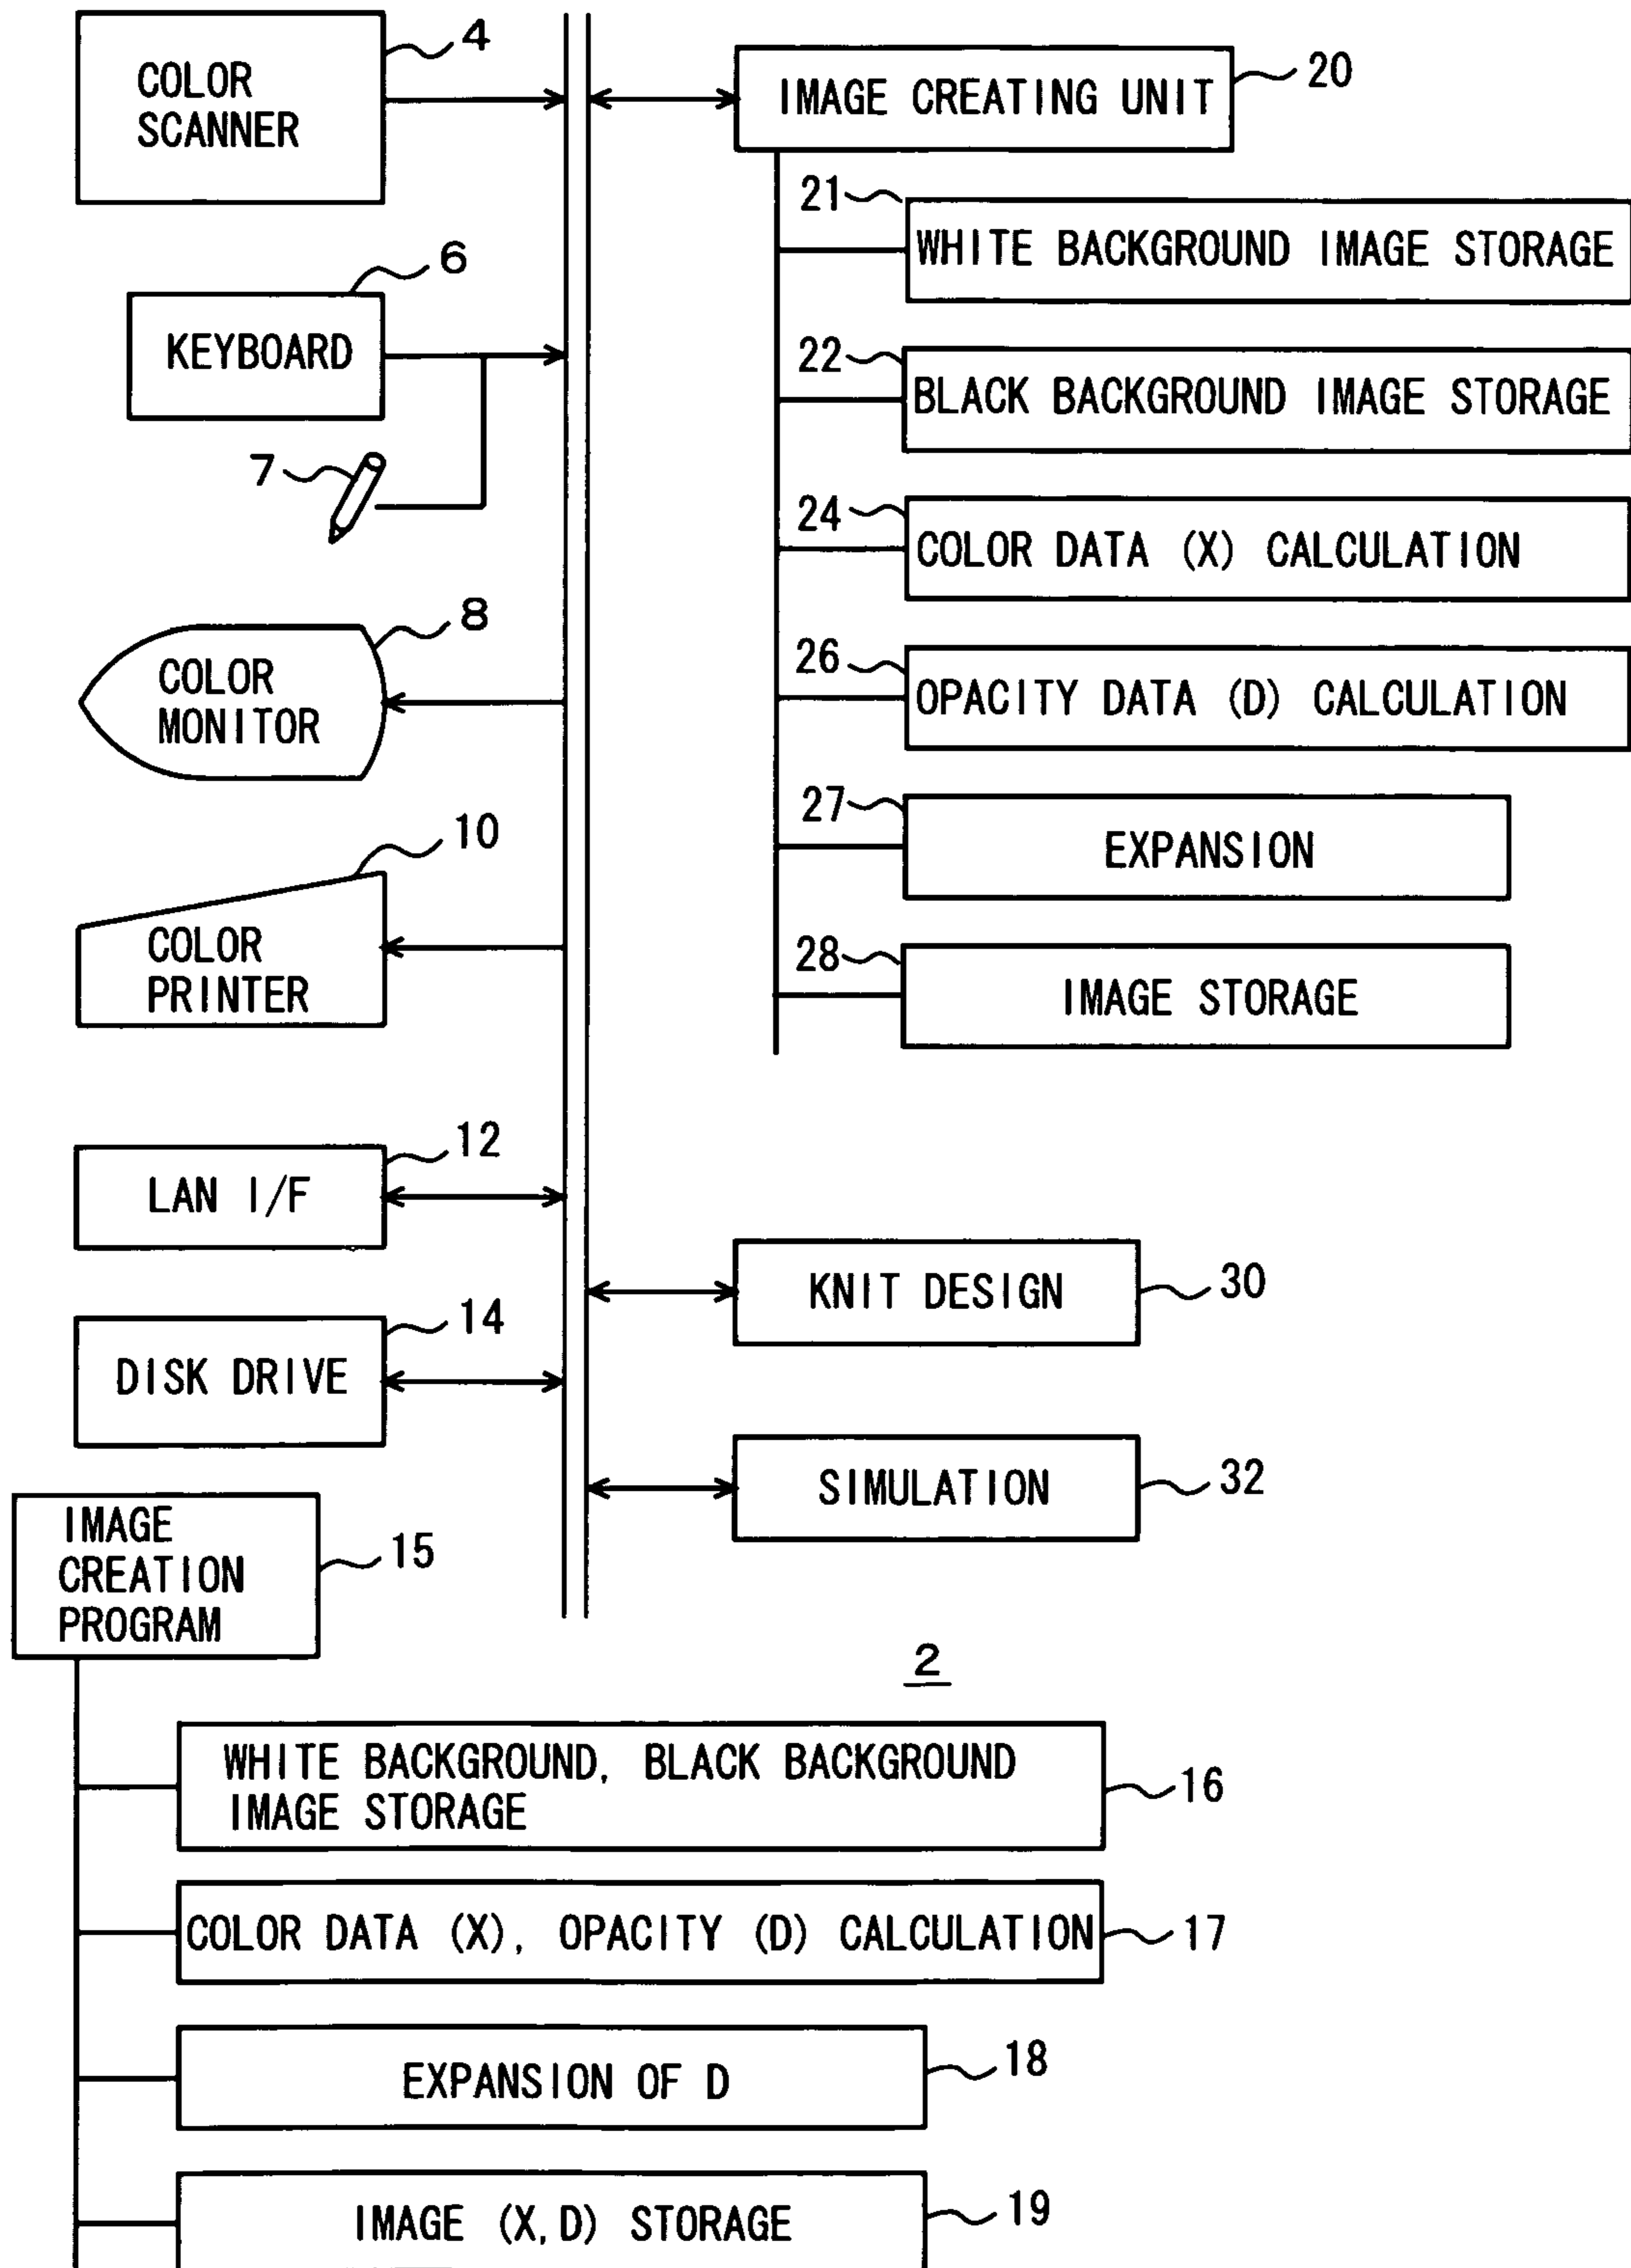 COLOR
SCANNER
4
KEYBOARD
6
7
COLOR
MONITOR
8
COLOR
PRINTER
10
LAN I/F
12
DISK DRIVE
14
IMAGE CREATING UNIT
20
21
WHITE BACKGROUND IMAGE STORAGE
22
BLACK BACKGROUND IMAGE STORAGE
24
COLOR DATA (X) CALCULATION
26
OPACITY DATA (D) CALCULATION
27
EXPANSION
28
IMAGE STORAGE
KNIT DESIGN
30
SIMULATION
32
IMAGE
CREATION
PROGRAM
15
2
WHITE BACKGROUND, BLACK BACKGROUND
IMAGE STORAGE
16
COLOR DATA (X), OPACITY (D) CALCULATION
17
EXPANSION OF D
18
IMAGE (X,D) STORAGE
19